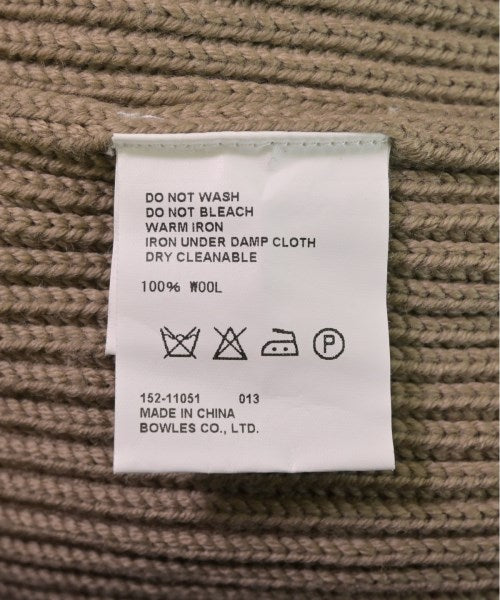 DO NOT WASH
DO NOT BLEACH
WARM IRON
IRON UNDER DAMP CLOTH
DRY CLEANABLE
100% WOOL
P
152-11051 013
MADE IN CHINA
BOWLES CO., LTD.